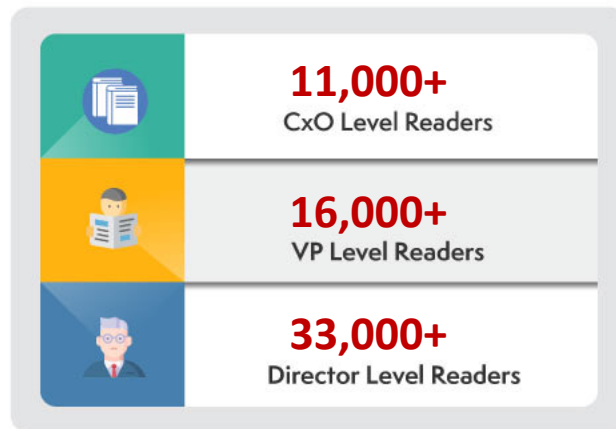 11,000+
CxO Level Readers
16,000+
VP Level Readers
33,000+
Director Level Readers